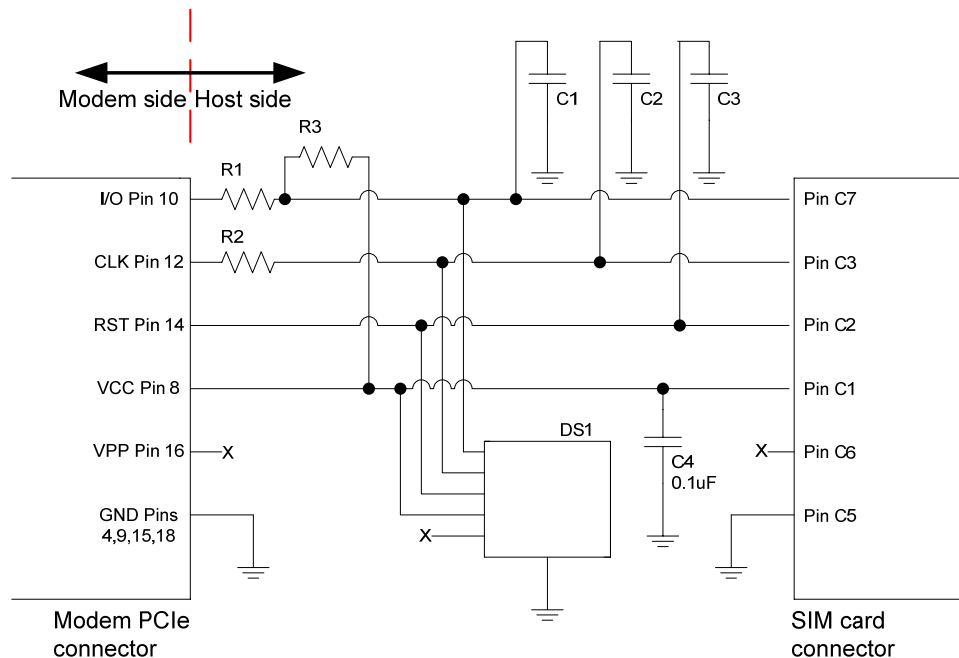 Modem side Host side
C1
C2
C3
R3
R1
I/O Pin 10
Pin C7
R2
CLK Pin 12
Pin C3
RST Pin 14
Pin C2
VCC Pin 8
Pin C1
DS1
VPP Pin 16
X
C4
0.1uF
X
Pin C6
GND Pins
4,9,15,18
X
Pin C5
Modem PCIe
connector
SIM card
connector